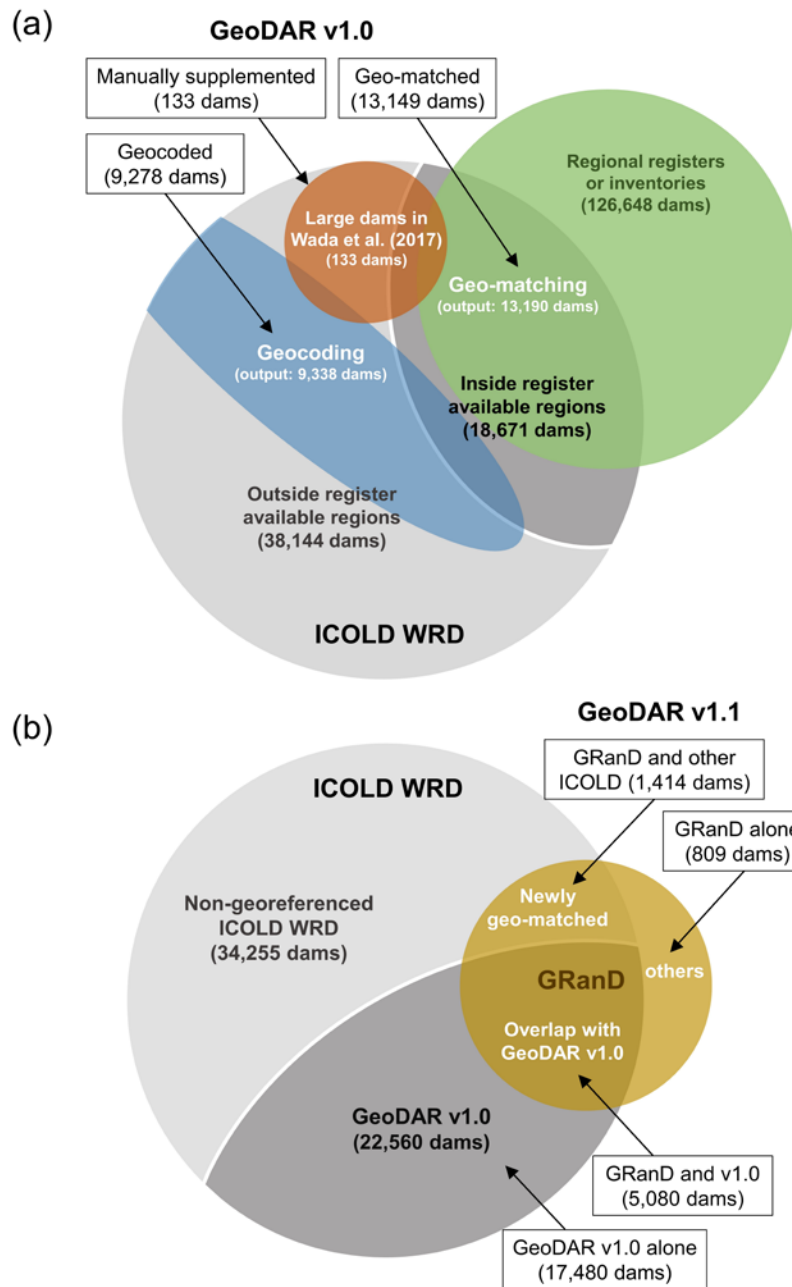 (a)
GeoDAR v1.0
Manually supplemented
(133 dams)
Geo-matched
(13,149 dams)
Geocoded
(9,278 dams)
Regional registers
or inventories
(126,648 dams)
Large dams in
Wada et al. (2017)
(133 dams)
Geo-matching
(output: 13,190 dams)
Geocoding
(output: 9,338 dams)
Inside register
available regions
(18,671 dams)
Outside register
available regions
(38,144 dams)
ICOLD WRD
(b)
GeoDAR v1.1
ICOLD WRD
GRanD and other
ICOLD (1,414 dams)
GRanD alone
(809 dams)
Non-georeferenced
ICOLD WRD
(34,255 dams)
Newly
geo-matched
others
GRanD
Overlap with
GeoDAR v1.0
GeoDAR v1.0
(22,560 dams)
GRanD and v1.0
(5,080 dams)
GeoDAR v1.0 alone
(17,480 dams)